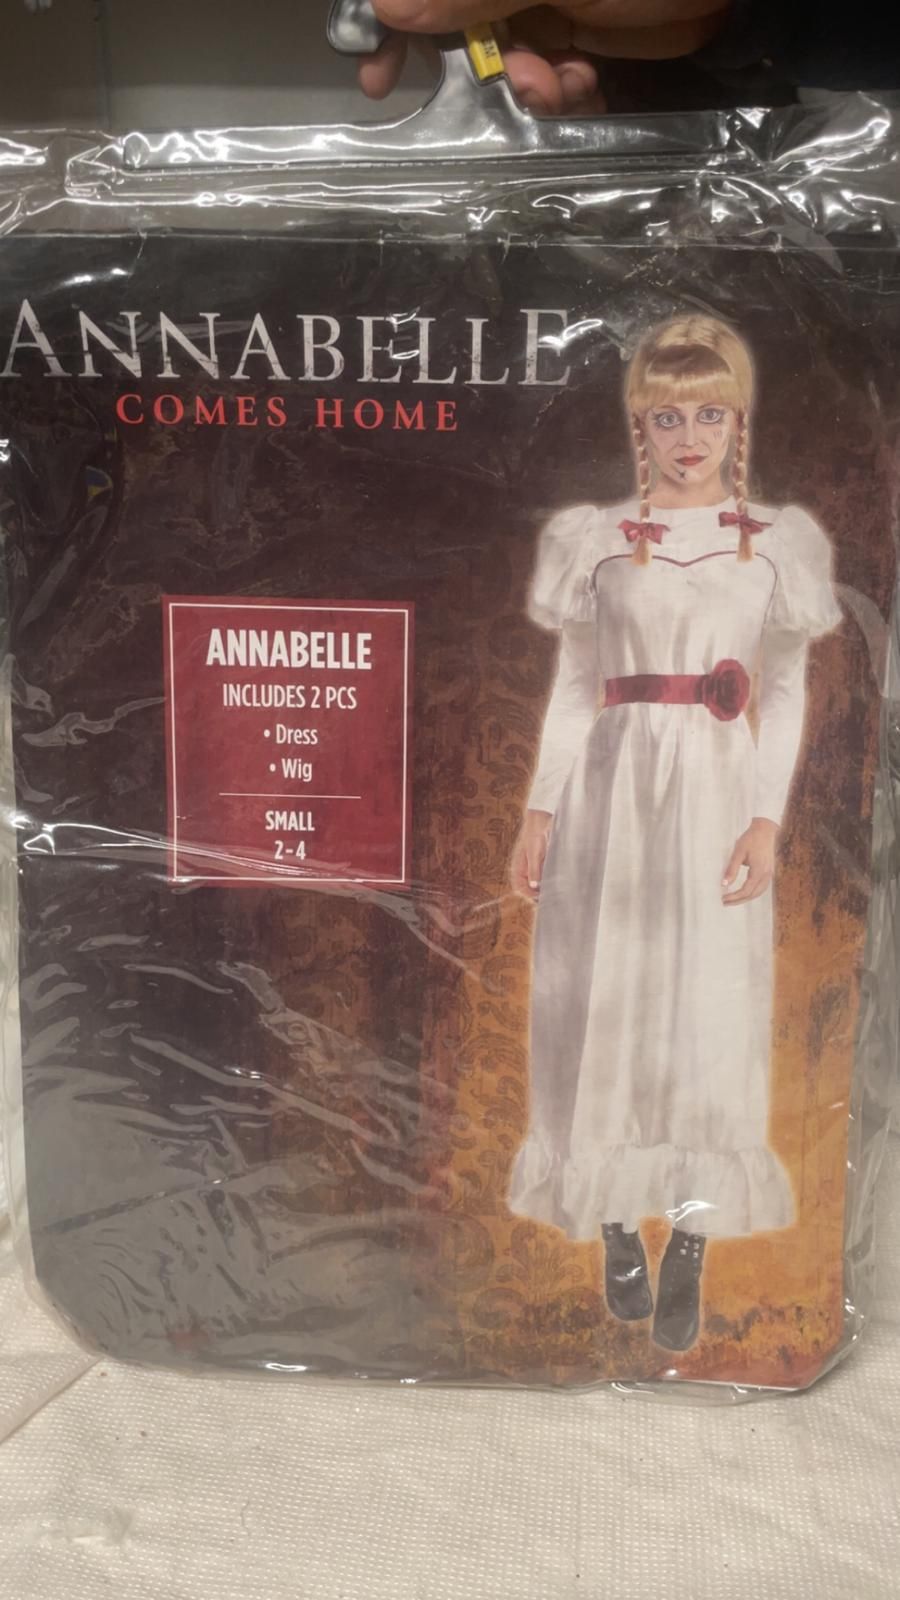 ANNABELLE
COMES HOME
ANNABELLE
INCLUDES 2 PCS
• Dress
• Wig
SMALL
2-4